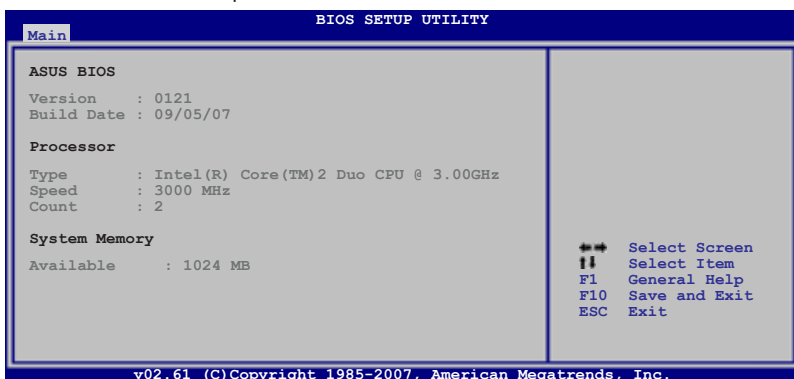 BIOS SETUP UTILITY
Main
ASUS BIOS
Version : 0121
Build Date : 09/05/07
Processor
Type : Intel(R) Core(TM)2 Duo CPU @ 3.00GHz
Speed : 3000 MHz
Count : 2
System Memory
Available : 1024 MB
←→ Select Screen
↑↓ Select Item
F1 General Help
F10 Save and Exit
ESC Exit
v02.61 (C)Copyright 1985-2007, American Megatrends, Inc.